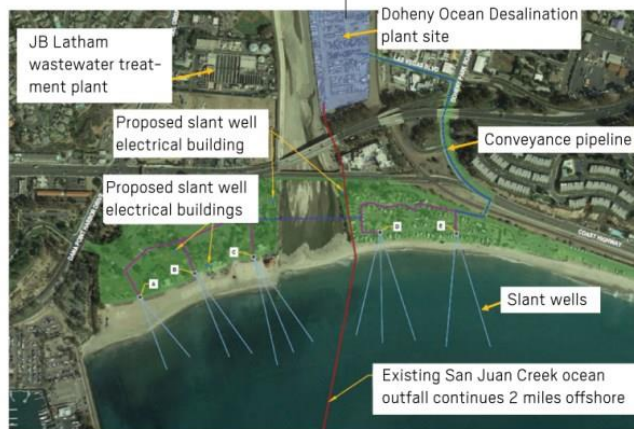 Doheny Ocean Desalination
plant site
JB Latham
wastewater treat-
ment plant
Proposed slant well
electrical building
Conveyance pipeline
Proposed slant well
electrical buildings
COAST HIGHWAY
A
B
C
D
E
Slant wells
Existing San Juan Creek ocean
outfall continues 2 miles offshore